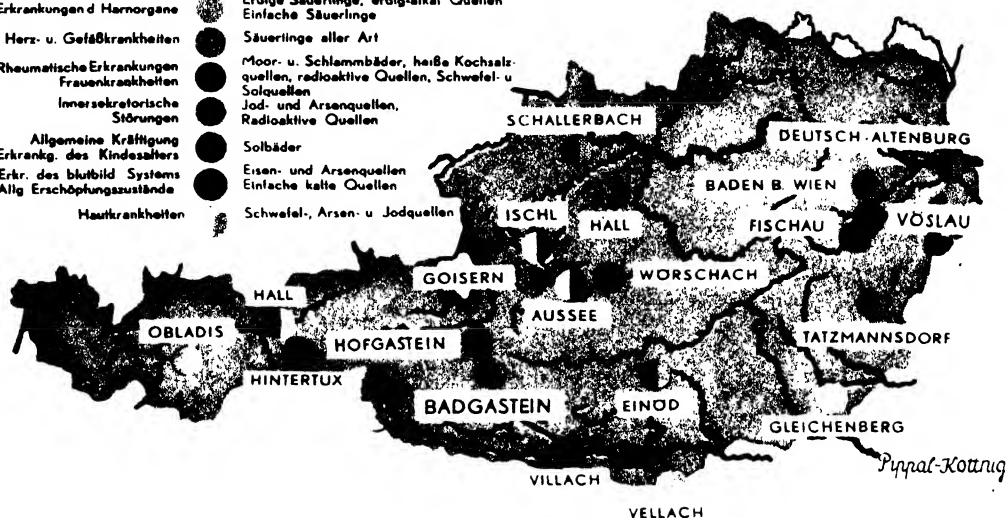 Erkrankungen d Harnorgane
Erdige Säuerlinge, erdig-alkal Quellen
Einfache Säuerlinge
Herz- u. Gefäßkrankheiten
Säuerlinge aller Art
Rheumatische Erkrankungen
Frauenkrankheiten
Moor- u. Schlammbäder, heiße Kochsalz-
quellen, radioaktive Quellen, Schwefel- u
Solquellen
Innersekretorische
Störungen
Jod- und Arsenquellen,
Radioaktive Quellen
Allgemeine Kräftigung
Erkrankg. des Kindesalters
Solbäder
Erkr. des blutbild Systems
Allg Erschöpfungszustände
Eisen- und Arsenquellen
Einfache kalte Quellen
Hautkrankheiten
Schwefel-, Arsen- u Jodquellen
SCHALLERBACH
DEUTSCH-ALTENBURG
BADEN B. WIEN
ISCHL
HALL
FISCHAU
VÖSLAU
GOISERN
WÖRSCHACH
HALL
AUSSEE
OBLADIS
HOFGASTEIN
TATZMANNSDORF
HINTERTUX
BADGASTEIN
EINÖD
GLEICHENBERG
Pippal-Kottnig
VILLACH
VELLACH